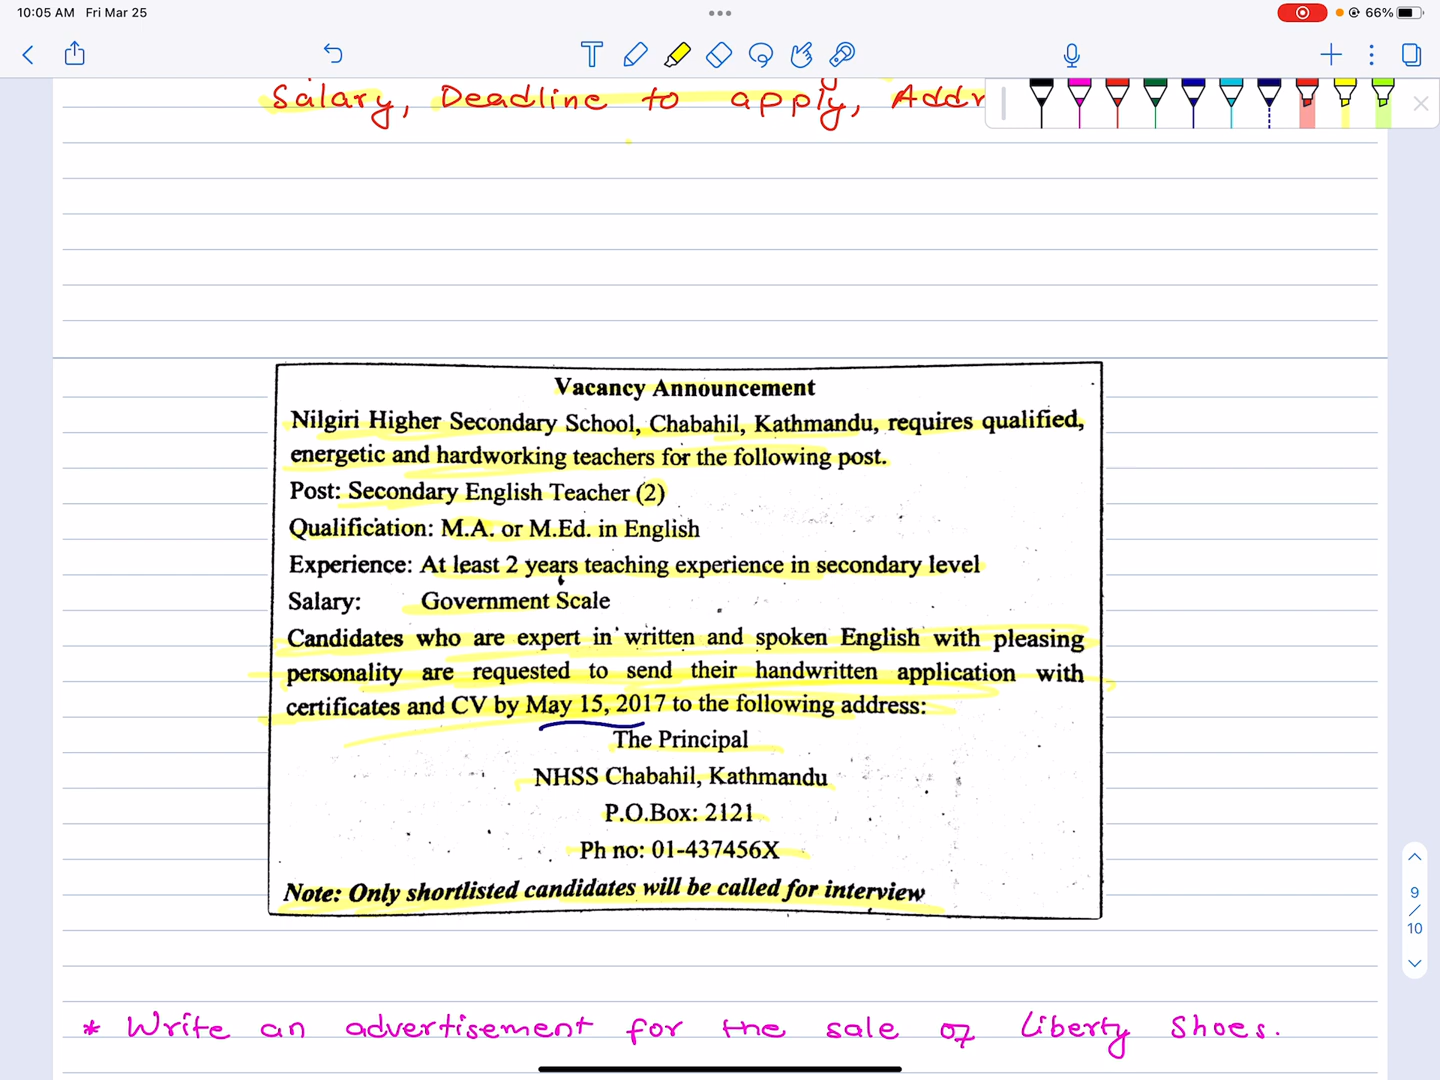 10:05 AM Fri Mar 25
66%
Salary, Deadline to apply, Addr
Vacancy Announcement
Nilgiri Higher Secondary School, Chabahil, Kathmandu, requires qualified,
energetic and hardworking teachers for the following post.
Post: Secondary English Teacher (2)
Qualification: M.A. or M.Ed. in English
Experience: At least 2 years teaching experience in secondary level
Salary: Government Scale
Candidates who are expert in written and spoken English with pleasing
personality are requested to send their handwritten application with
certificates and CV by May 15, 2017 to the following address:
The Principal
NHSS Chabahil, Kathmandu
P.O.Box: 2121
Ph no: 01-437456X
Note: Only shortlisted candidates will be called for interview
9
/
10
* Write an advertisement for the sale of Liberty Shoes.